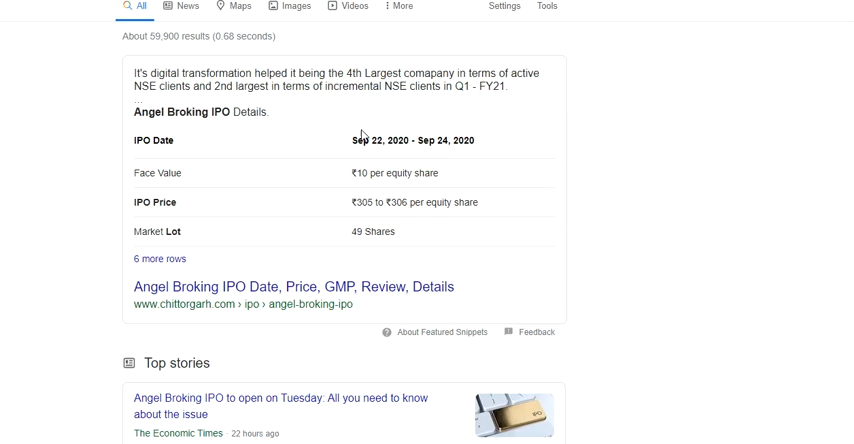 All News Maps Images Videos More Settings Tools
About 59,900 results (0.68 seconds)
It's digital transformation helped it being the 4th Largest comapany in terms of active
NSE clients and 2nd largest in terms of incremental NSE clients in Q1 - FY21.
...
Angel Broking IPO Details.
IPO Date Sep 22, 2020 - Sep 24, 2020
Face Value ₹10 per equity share
IPO Price ₹305 to ₹306 per equity share
Market Lot 49 Shares
6 more rows
Angel Broking IPO Date, Price, GMP, Review, Details
www.chittorgarh.com › ipo › angel-broking-ipo
About Featured Snippets Feedback
Top stories
Angel Broking IPO to open on Tuesday: All you need to know
about the issue
The Economic Times · 22 hours ago
IPO